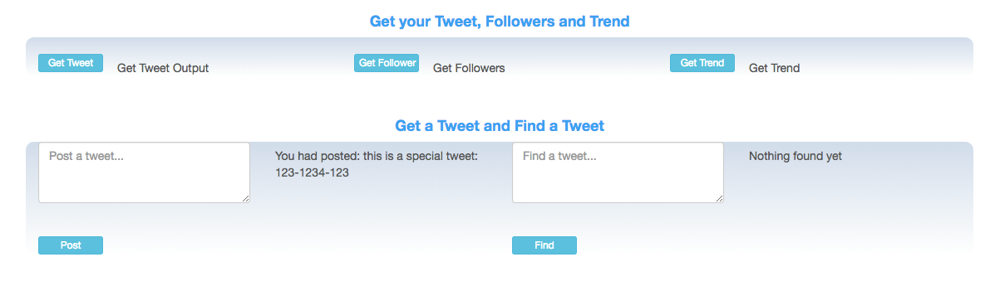 Get your Tweet, Followers and Trend
Get Tweet Get Tweet Output Get Follower Get Followers Get Trend Get Trend
Get a Tweet and Find a Tweet
Post a tweet... You had posted: this is a special tweet: Find a tweet... Nothing found yet
123-1234-123
Post Find